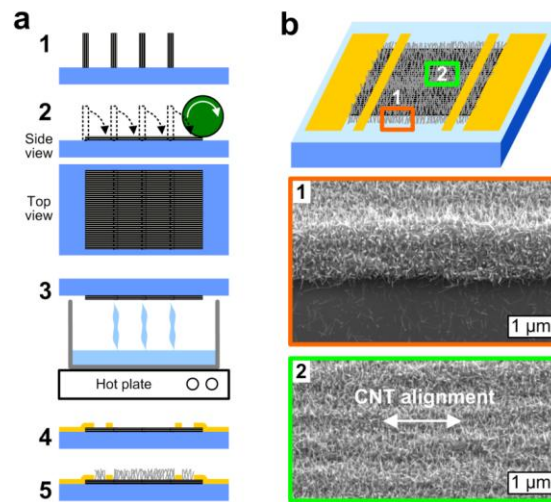 a
1
2
Side
view
Top
view
3
Hot plate
4
5
b
1
2
1
1 µm
2
CNT alignment
1 µm